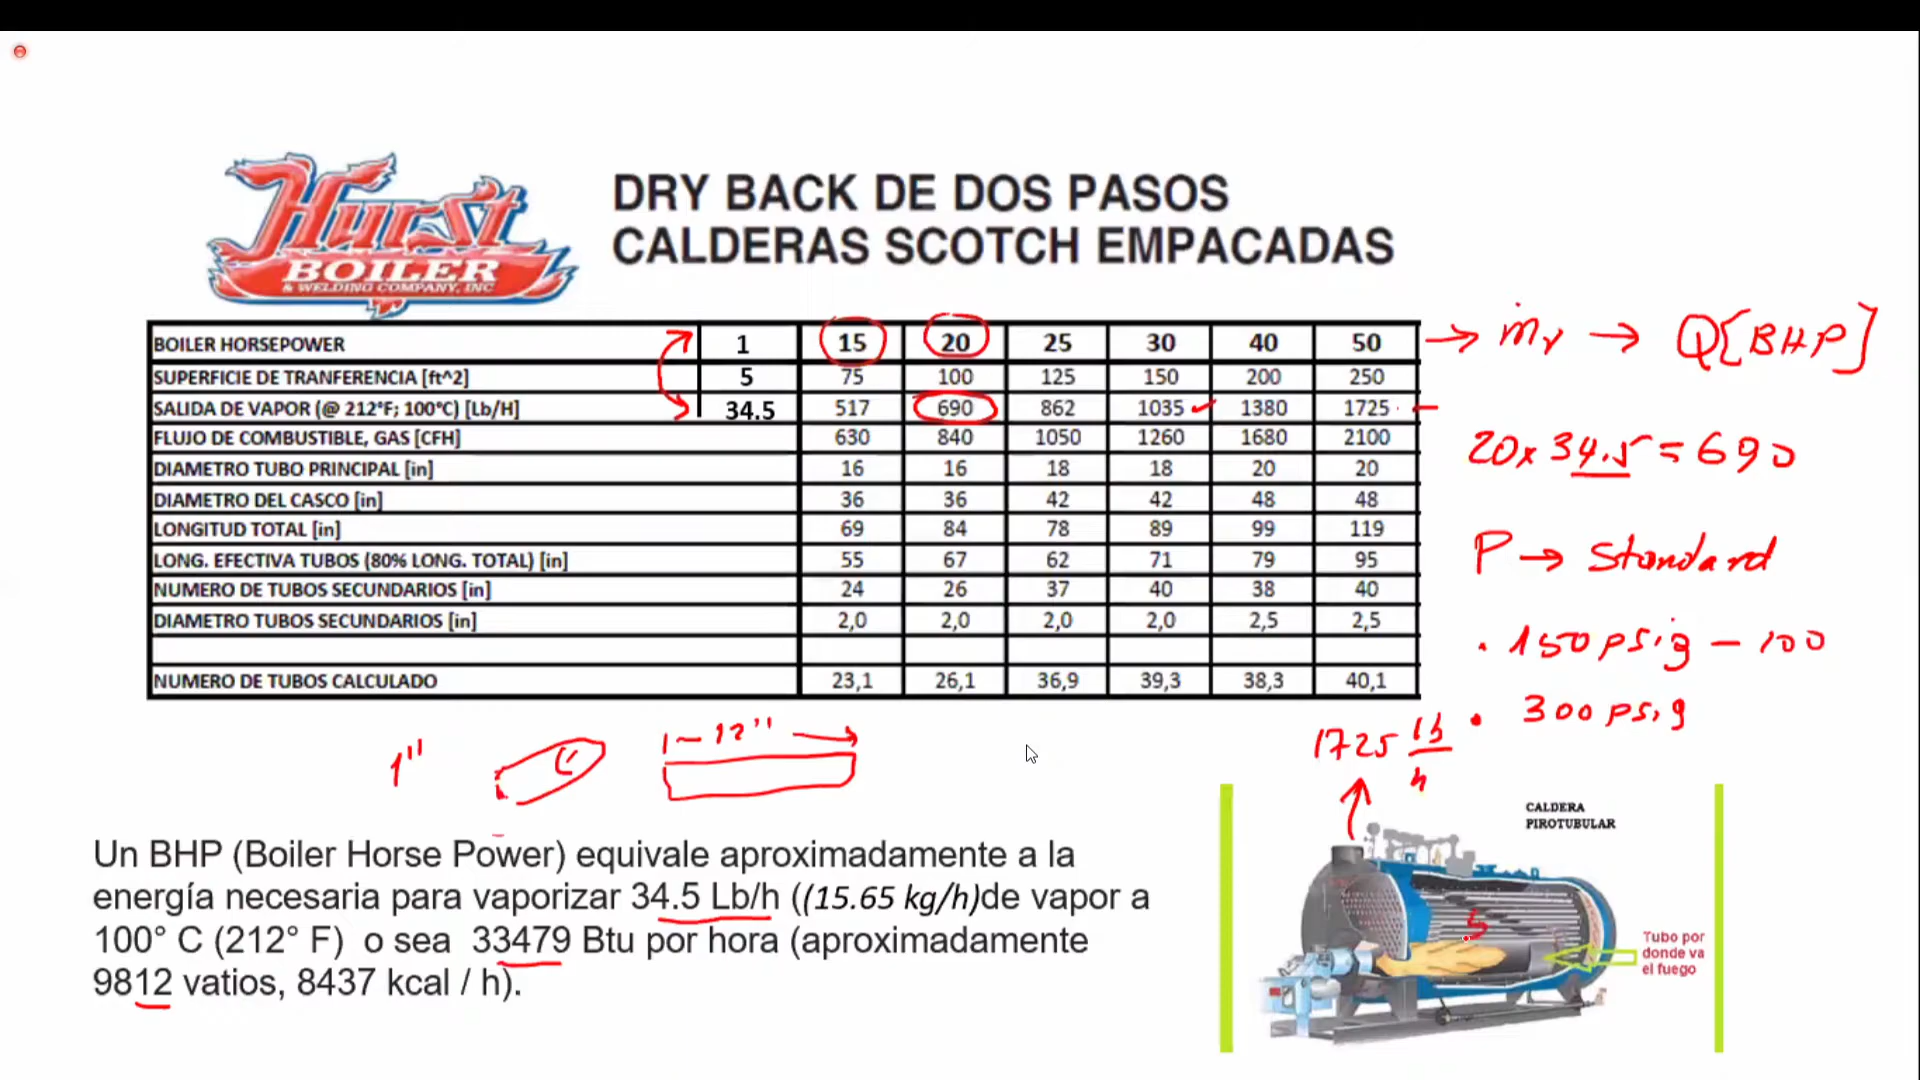 Hurst
BOILER
& WELDING COMPANY, INC
DRY BACK DE DOS PASOS
CALDERAS SCOTCH EMPACADAS
BOILER HORSEPOWER 1 15 20 25 30 40 50
SUPERFICIE DE TRANFERENCIA [ft^2] 5 75 100 125 150 200 250
SALIDA DE VAPOR (@ 212°F; 100°C) [Lb/H] 34.5 517 690 862 1035 1380 1725
FLUJO DE COMBUSTIBLE, GAS [CFH] 630 840 1050 1260 1680 2100
DIAMETRO TUBO PRINCIPAL [in] 16 16 18 18 20 20
DIAMETRO DEL CASCO [in] 36 36 42 42 48 48
LONGITUD TOTAL [in] 69 84 78 89 99 119
LONG. EFECTIVA TUBOS (80% LONG. TOTAL) [in] 55 67 62 71 79 95
NUMERO DE TUBOS SECUNDARIOS [in] 24 26 37 40 38 40
DIAMETRO TUBOS SECUNDARIOS [in] 2,0 2,0 2,0 2,0 2,5 2,5
NUMERO DE TUBOS CALCULADO 23,1 26,1 36,9 39,3 38,3 40,1
→ ṁv → Q[BHP]
20x34.5=690
P → Standard
. 150 psig - 100
. 300 psig
1"
12"
1725 lb/h
Un BHP (Boiler Horse Power) equivale aproximadamente a la
energía necesaria para vaporizar 34.5 Lb/h ((15.65 kg/h)de vapor a
100° C (212° F) o sea 33479 Btu por hora (aproximadamente
9812 vatios, 8437 kcal / h).
CALDERA
PIROTUBULAR
5
Tubo por
donde va
el fuego